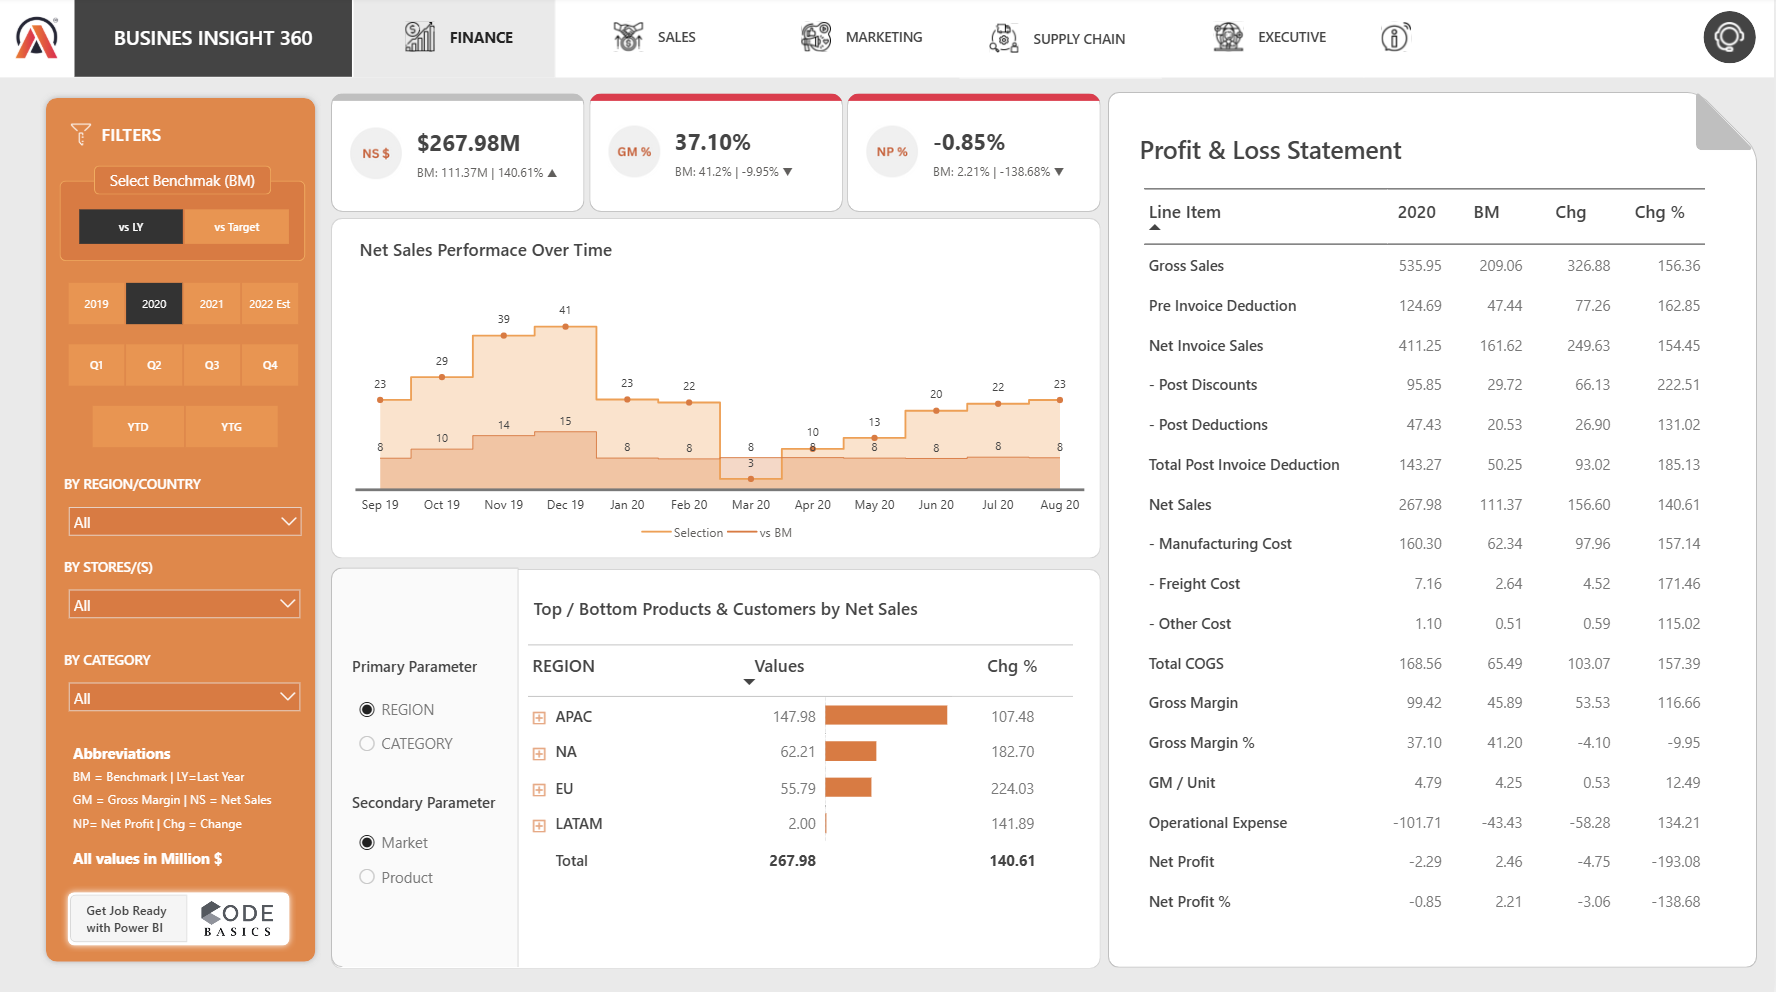 BUSINES INSIGHT 360
FINANCE
SALES
MARKETING
SUPPLY CHAIN
EXECUTIVE
FILTERS
Select Benchmak (BM)
vs LY
vs Target
2019
2020
2021
2022 Est
Q1
Q2
Q3
Q4
YTD
YTG
BY REGION/COUNTRY
All
BY STORES/(S)
All
BY CATEGORY
All
Abbreviations
BM = Benchmark | LY=Last Year
GM = Gross Margin | NS = Net Sales
NP= Net Profit | Chg = Change
All values in Million $
Get Job Ready
with Power BI
CODE
BASICS
NS $
$267.98M
BM: 111.37M | 140.61% ▲
GM %
37.10%
BM: 41.2% | -9.95% ▼
NP %
-0.85%
BM: 2.21% | -138.68% ▼
Net Sales Performace Over Time
23 29 39 41 23 22 3 10 13 20 22 23
8 10 14 15 8 8 8 8 8 8 8 8
Sep 19 Oct 19 Nov 19 Dec 19 Jan 20 Feb 20 Mar 20 Apr 20 May 20 Jun 20 Jul 20 Aug 20
Selection vs BM
Primary Parameter
REGION
CATEGORY
Secondary Parameter
Market
Product
Top / Bottom Products & Customers by Net Sales
REGION Values Chg %
APAC 147.98 107.48
NA 62.21 182.70
EU 55.79 224.03
LATAM 2.00 141.89
Total 267.98 140.61
Profit & Loss Statement
Line Item 2020 BM Chg Chg %
Gross Sales 535.95 209.06 326.88 156.36
Pre Invoice Deduction 124.69 47.44 77.26 162.85
Net Invoice Sales 411.25 161.62 249.63 154.45
- Post Discounts 95.85 29.72 66.13 222.51
- Post Deductions 47.43 20.53 26.90 131.02
Total Post Invoice Deduction 143.27 50.25 93.02 185.13
Net Sales 267.98 111.37 156.60 140.61
- Manufacturing Cost 160.30 62.34 97.96 157.14
- Freight Cost 7.16 2.64 4.52 171.46
- Other Cost 1.10 0.51 0.59 115.02
Total COGS 168.56 65.49 103.07 157.39
Gross Margin 99.42 45.89 53.53 116.66
Gross Margin % 37.10 41.20 -4.10 -9.95
GM / Unit 4.79 4.25 0.53 12.49
Operational Expense -101.71 -43.43 -58.28 134.21
Net Profit -2.29 2.46 -4.75 -193.08
Net Profit % -0.85 2.21 -3.06 -138.68